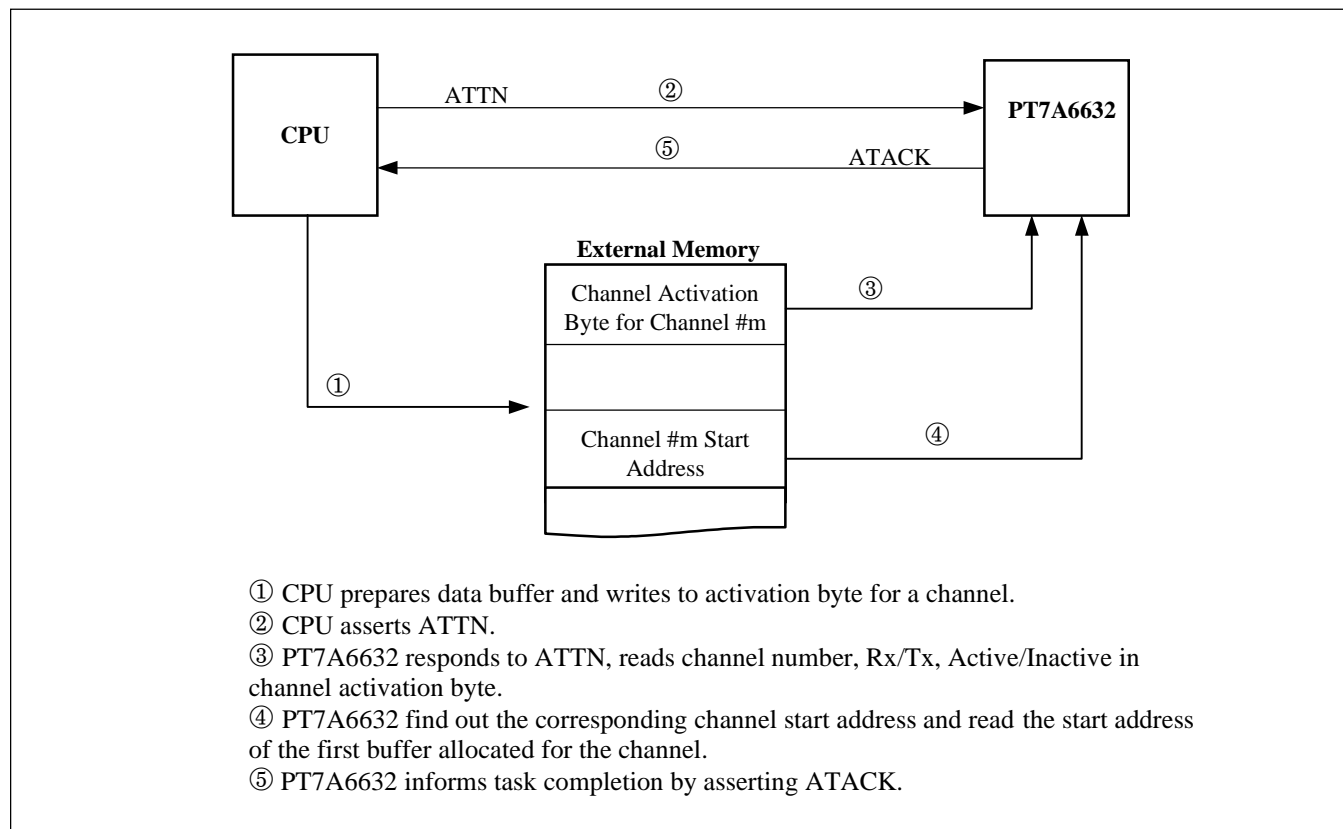 ATTN
②
PT7A6632
CPU
⑤
ATACK
External Memory
Channel Activation
Byte for Channel #m
③
①
Channel #m Start
Address
④
① CPU prepares data buffer and writes to activation byte for a channel.
② CPU asserts ATTN.
③ PT7A6632 responds to ATTN, reads channel number, Rx/Tx, Active/Inactive in
channel activation byte.
④ PT7A6632 find out the corresponding channel start address and read the start address
of the first buffer allocated for the channel.
⑤ PT7A6632 informs task completion by asserting ATACK.